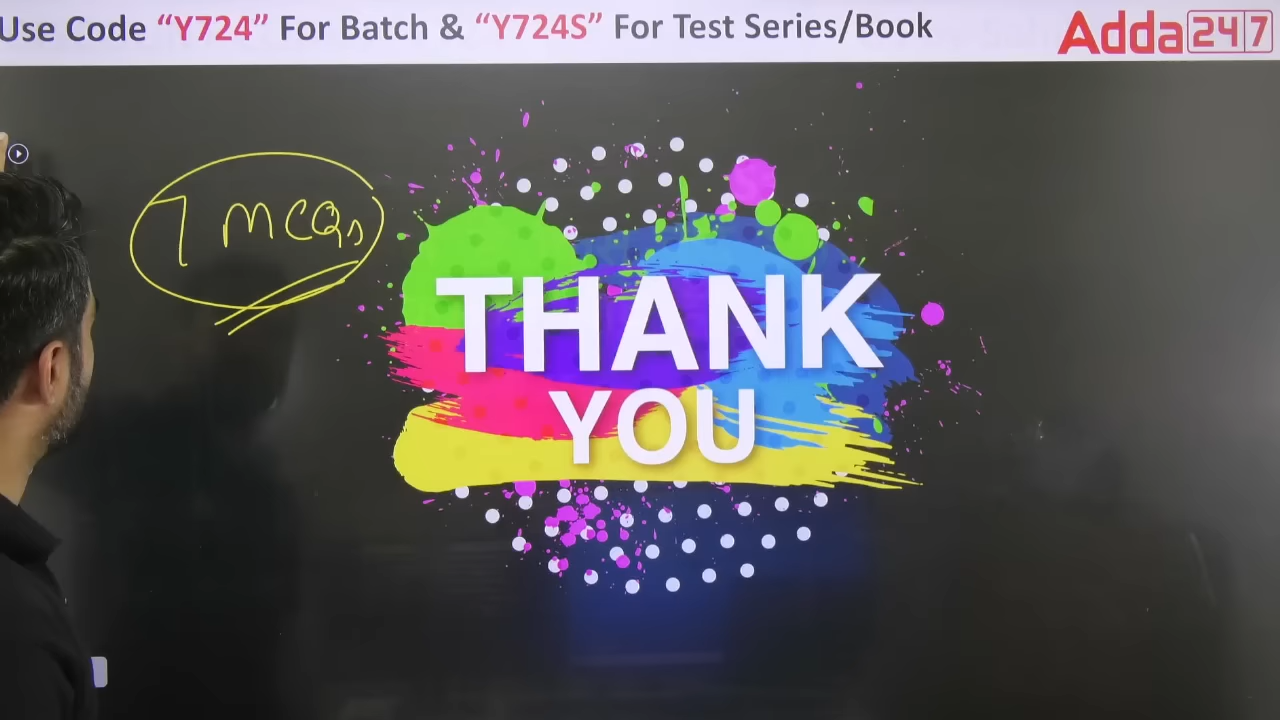 Use Code “Y724” For Batch & “Y724S” For Test Series/Book
Adda247
7 MCQs
THANK
YOU